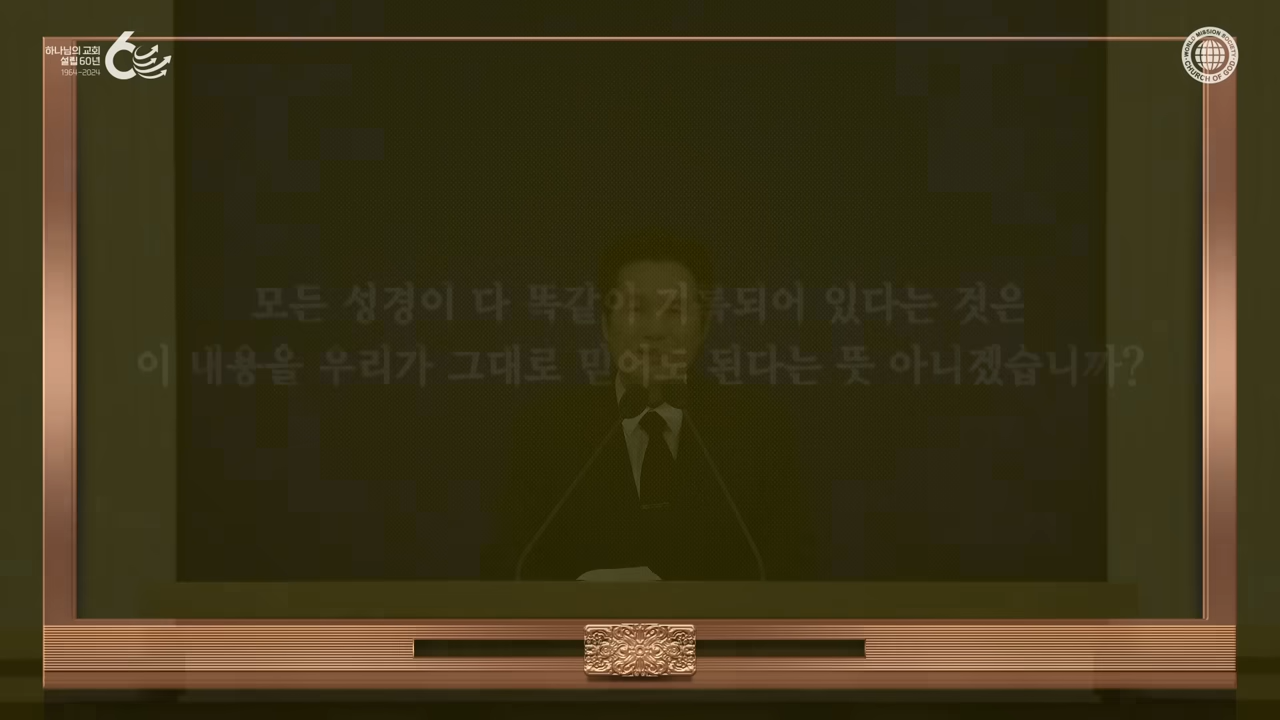 하나님의 교회
설립 60년
1964-2024
60
WORLD MISSION SOCIETY
CHURCH OF GOD
모든 성경이 다 똑같이 기록되어 있다는 것은
이 내용을 우리가 그대로 믿어도 된다는 뜻 아니겠습니까?